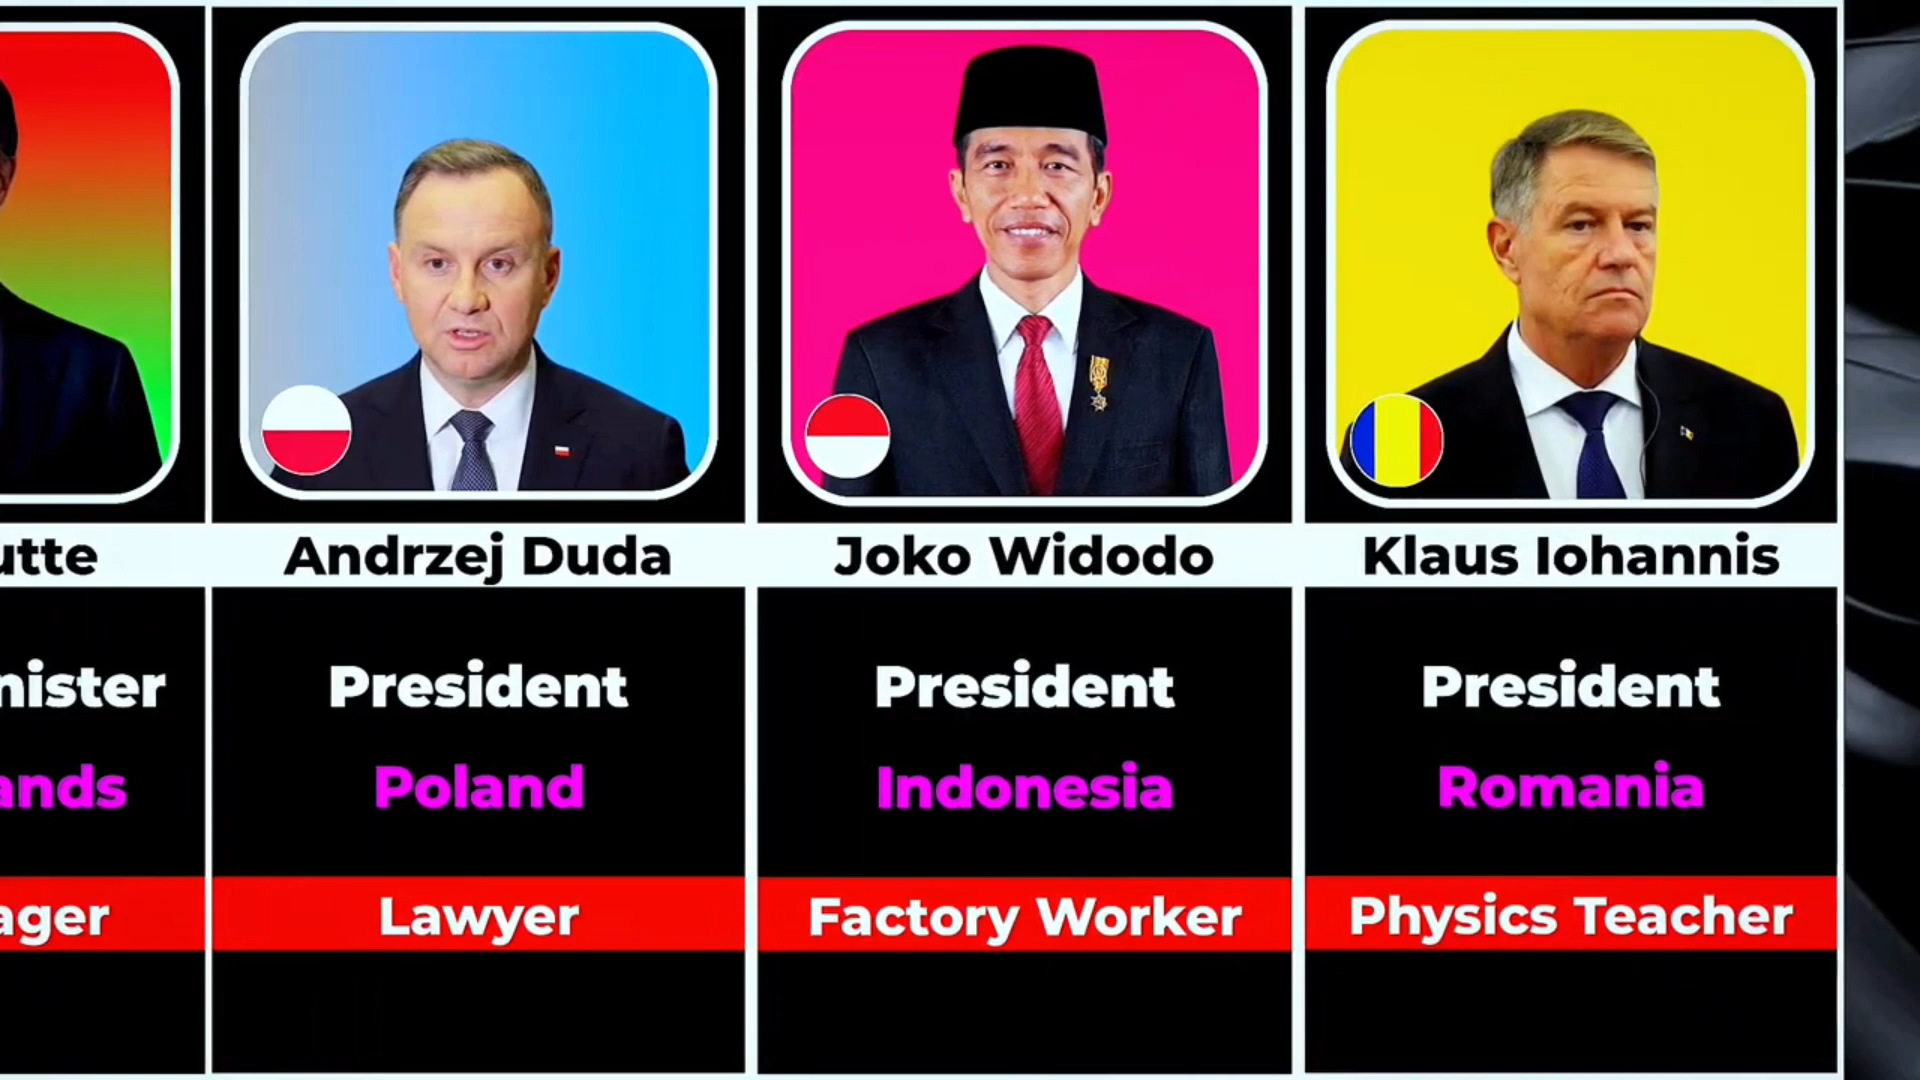 utte
nister
ands
ager
Andrzej Duda
President
Poland
Lawyer
Joko Widodo
President
Indonesia
Factory Worker
Klaus Iohannis
President
Romania
Physics Teacher